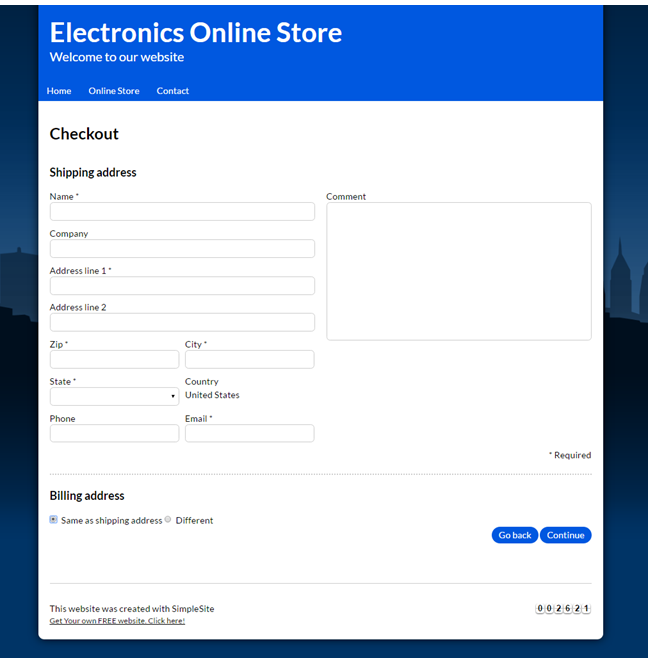 Electronics Online Store
Welcome to our website
Home Online Store Contact
Checkout
Shipping address
Name *
Comment
Company
Address line 1 *
Address line 2
Zip * City *
State * Country
United States
Phone Email *
* Required
Billing address
Same as shipping address Different
Go back Continue
This website was created with SimpleSite
002621
Get Your own FREE website. Click here!